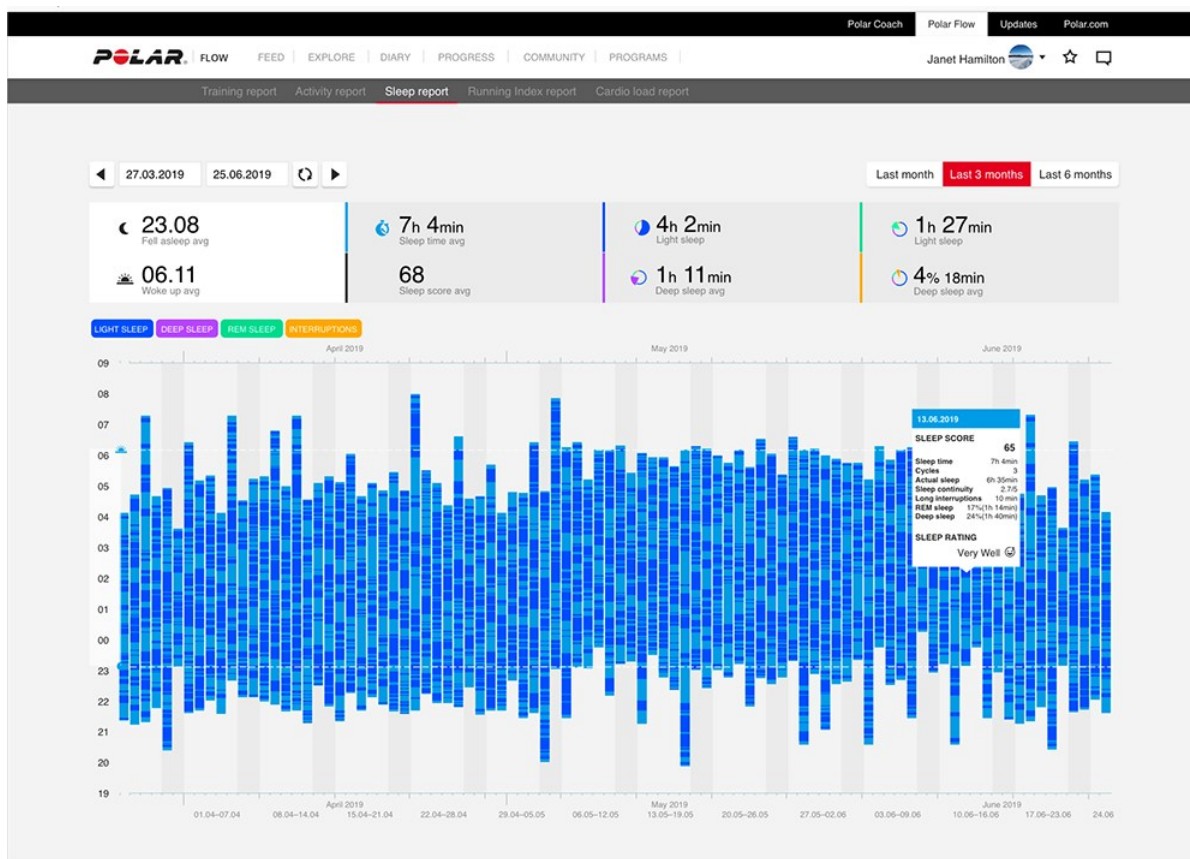 Polar Coach Polar Flow Updates Polar.com
POLAR. FLOW FEED EXPLORE DIARY PROGRESS COMMUNITY PROGRAMS Janet Hamilton
Training report Activity report Sleep report Running Index report Cardio load report
27.03.2019 25.06.2019 Last month Last 3 months Last 6 months
23.08 7h 4min 4h 2min 1h 27min
Fell asleep avg Sleep time avg Light sleep Light sleep
06.11 68 1h 11min 4% 18min
Woke up avg Sleep score avg Deep sleep avg Deep sleep avg
LIGHT SLEEP DEEP SLEEP REM SLEEP INTERRUPTIONS
April 2019 May 2019 June 2019
09
08
07
06
05
04
03
02
01
00
23
22
21
20
19
13.06.2019
SLEEP SCORE
65
Sleep time 7h 4min
Cycles 3
Actual sleep 6h 35min
Sleep continuity 2.7/5
Long interruptions 10 min
REM sleep 17%(1h 14min)
Deep sleep 24%(1h 40min)
SLEEP RATING
Very Well
April 2019 May 2019 June 2019
01.04–07.04 08.04–14.04 15.04–21.04 22.04–28.04 29.04–05.05 06.05–12.05 13.05–19.05 20.05–26.05 27.05–02.06 03.06–09.06 10.06–16.06 17.06–23.06 24.06